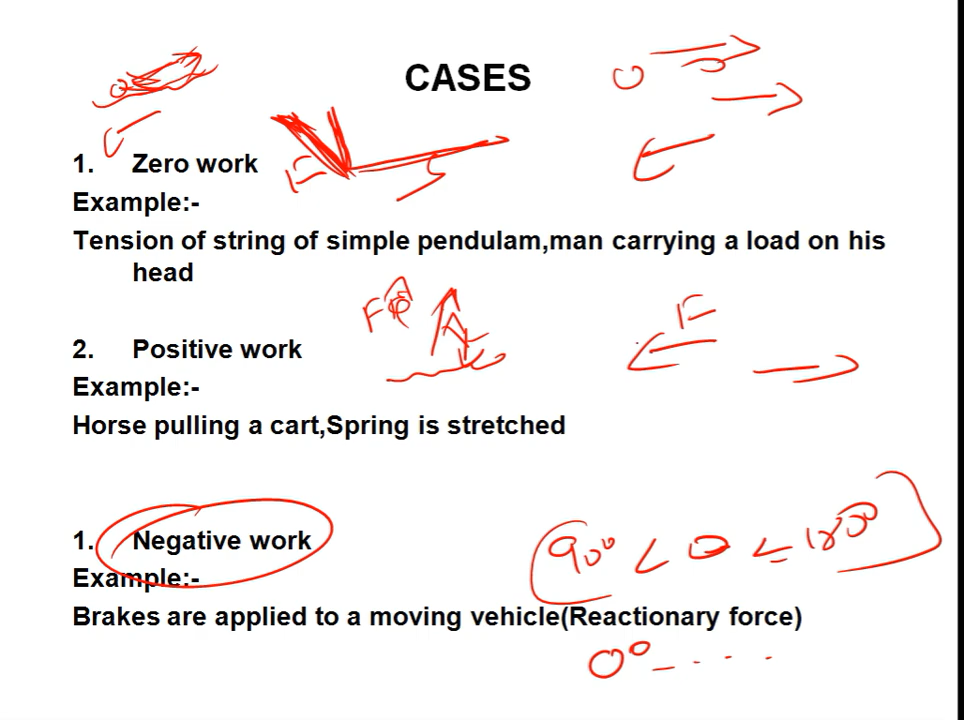 CASES
1. Zero work
Example:-
Tension of string of simple pendulam,man carrying a load on his
head
F
F
2. Positive work
Example:-
Horse pulling a cart,Spring is stretched
1. Negative work
90° < θ ≤ 180°
Example:-
Brakes are applied to a moving vehicle(Reactionary force)
0°